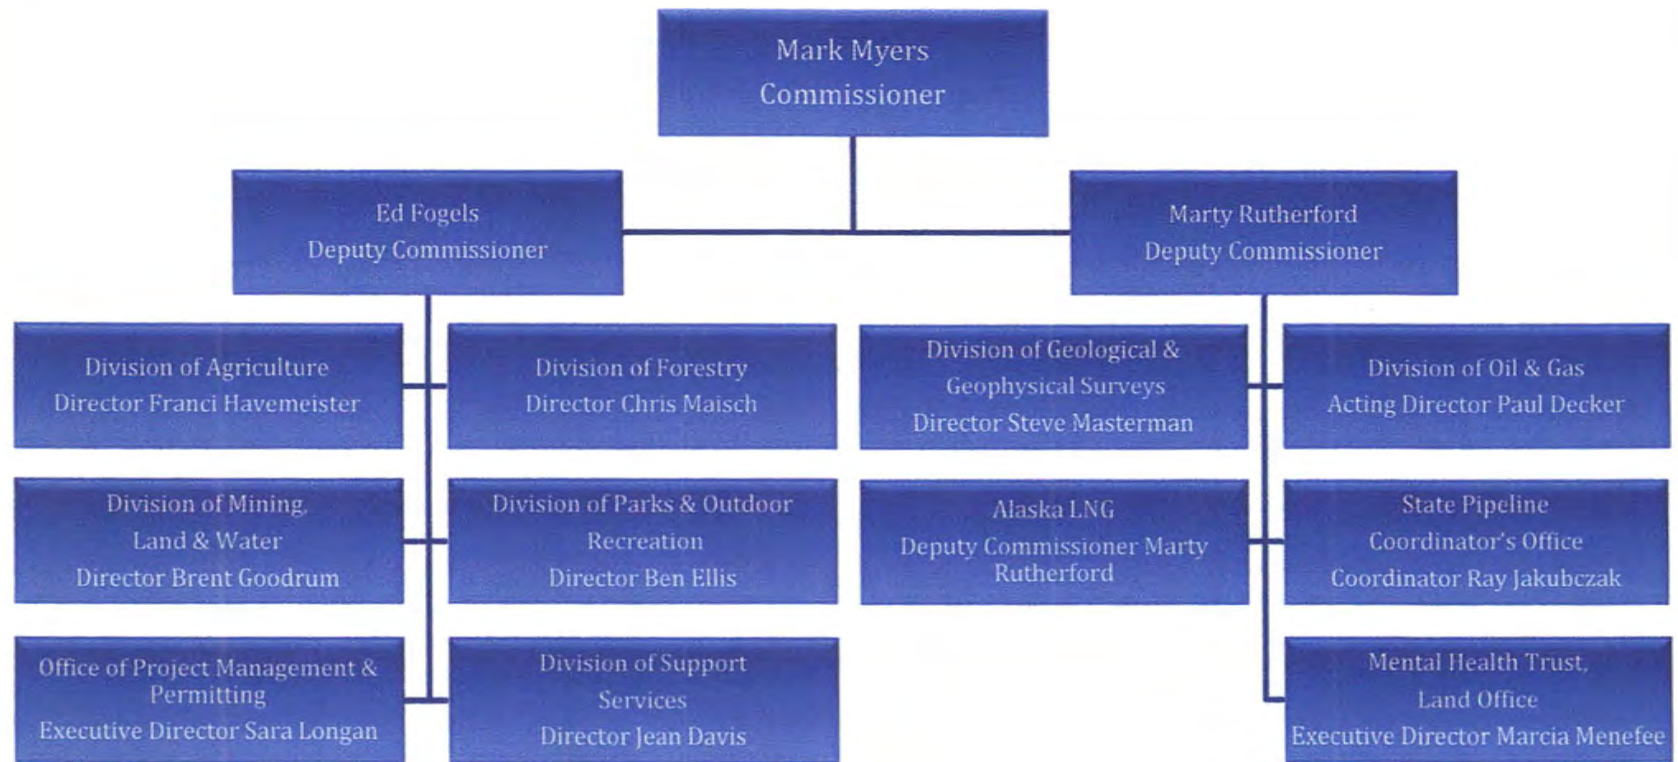 Mark Myers
Commissioner
Ed Fogels
Deputy Commissioner
Marty Rutherford
Deputy Commissioner
Division of Agriculture
Director Franci Havemeister
Division of Forestry
Director Chris Maisch
Division of Geological &
Geophysical Surveys
Director Steve Masterman
Division of Oil & Gas
Acting Director Paul Decker
Division of Mining,
Land & Water
Director Brent Goodrum
Division of Parks & Outdoor
Recreation
Director Ben Ellis
Alaska LNG
Deputy Commissioner Marty
Rutherford
State Pipeline
Coordinator's Office
Coordinator Ray Jakubczak
Office of Project Management &
Permitting
Executive Director Sara Longan
Division of Support
Services
Director Jean Davis
Mental Health Trust,
Land Office
Executive Director Marcia Menefee